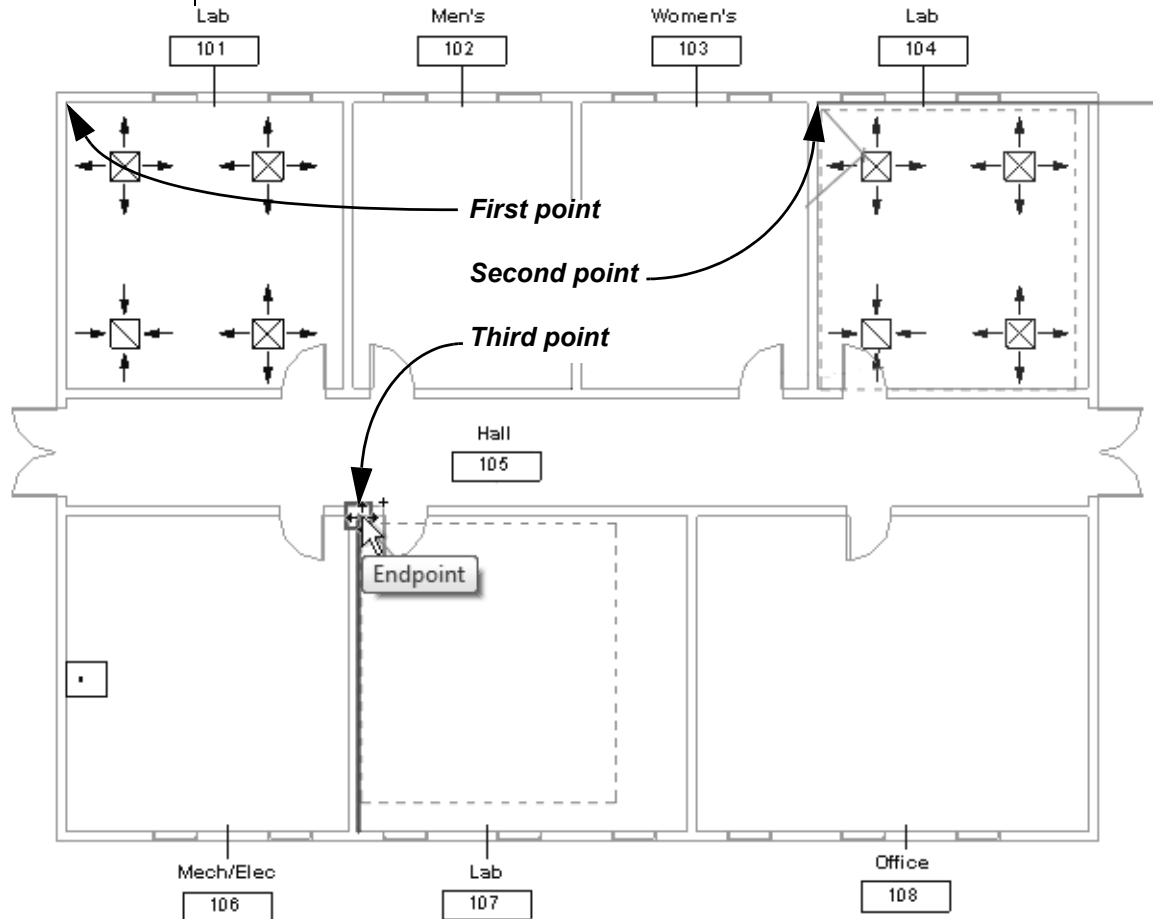 Lab
101
Men's
102
Women's
103
Lab
104
First point
Second point
Third point
Hall
105
Endpoint
Mech/Elec
106
Lab
107
Office
108